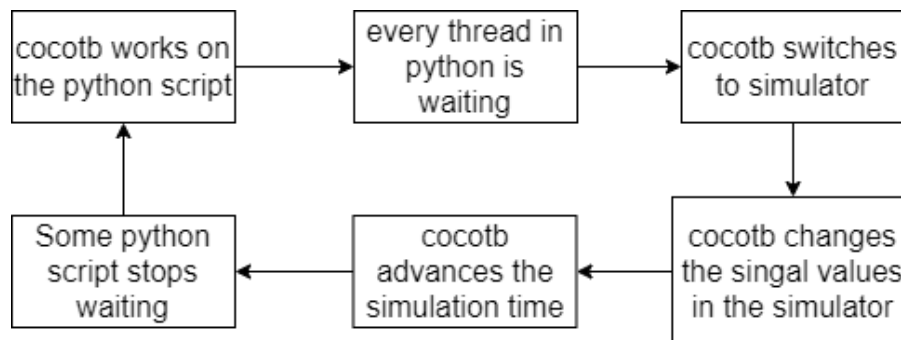 cocotb works on
the python script
every thread in
python is
waiting
cocotb switches
to simulator
cocotb changes
the singal values
in the simulator
cocotb
advances the
simulation time
Some python
script stops
waiting